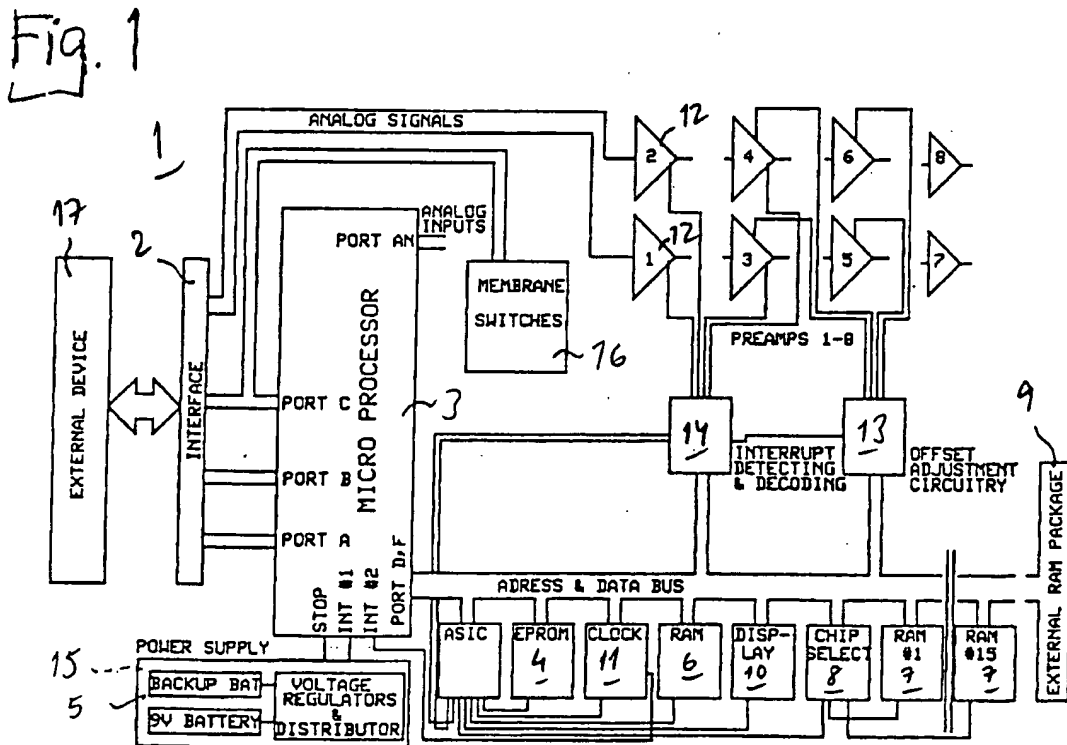 Fig. 1
1
17
EXTERNAL DEVICE
2
INTERFACE
ANALOG SIGNALS
MICRO PROCESSOR
3
PORT AN
ANALOG
INPUTS
PORT C
PORT B
PORT A
STOP
INT #1
INT #2
PORT D,F
MEMBRANE
SWITCHES
16
2
12
4
6
8
1
12
3
5
7
PREAMPS 1-8
14
INTERRUPT
DETECTING
& DECODING
13
OFFSET
ADJUSTMENT
CIRCUITRY
9
EXTERNAL RAM PACKAGE
ADRESS & DATA BUS
ASIC
EPROM
4
CLOCK
11
RAM
6
DISP-
LAY
10
CHIP
SELECT
8
RAM
#1
7
RAM
#15
7
POWER SUPPLY
15
5
BACKUP BAT
9V BATTERY
VOLTAGE
REGULATORS
&
DISTRIBUTOR